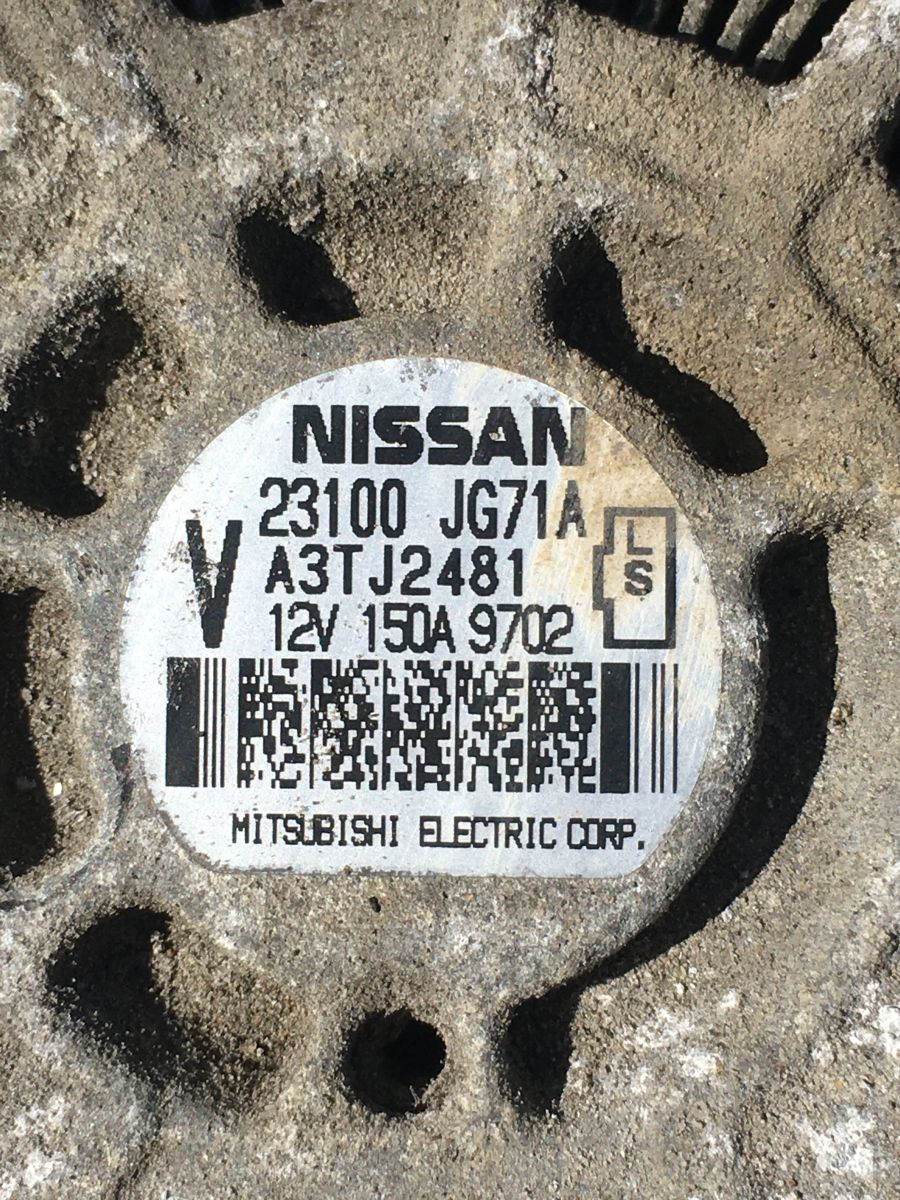 NISSAN
23100 JG71A
V
A3TJ2481
L
S
12V 150A 9702
MITSUBISHI ELECTRIC CORP.